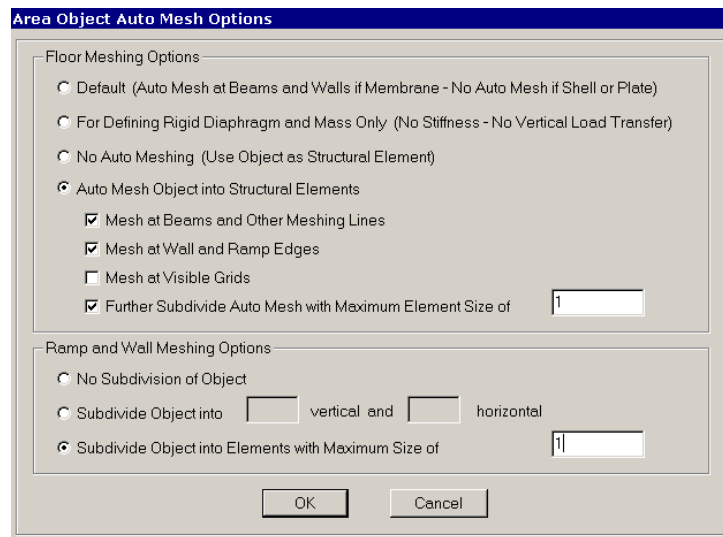 Area Object Auto Mesh Options
Floor Meshing Options
Default (Auto Mesh at Beams and Walls if Membrane - No Auto Mesh if Shell or Plate)
For Defining Rigid Diaphragm and Mass Only (No Stiffness - No Vertical Load Transfer)
No Auto Meshing (Use Object as Structural Element)
Auto Mesh Object into Structural Elements
Mesh at Beams and Other Meshing Lines
Mesh at Wall and Ramp Edges
Mesh at Visible Grids
Further Subdivide Auto Mesh with Maximum Element Size of 1
Ramp and Wall Meshing Options
No Subdivision of Object
Subdivide Object into vertical and horizontal
Subdivide Object into Elements with Maximum Size of 1
OK Cancel